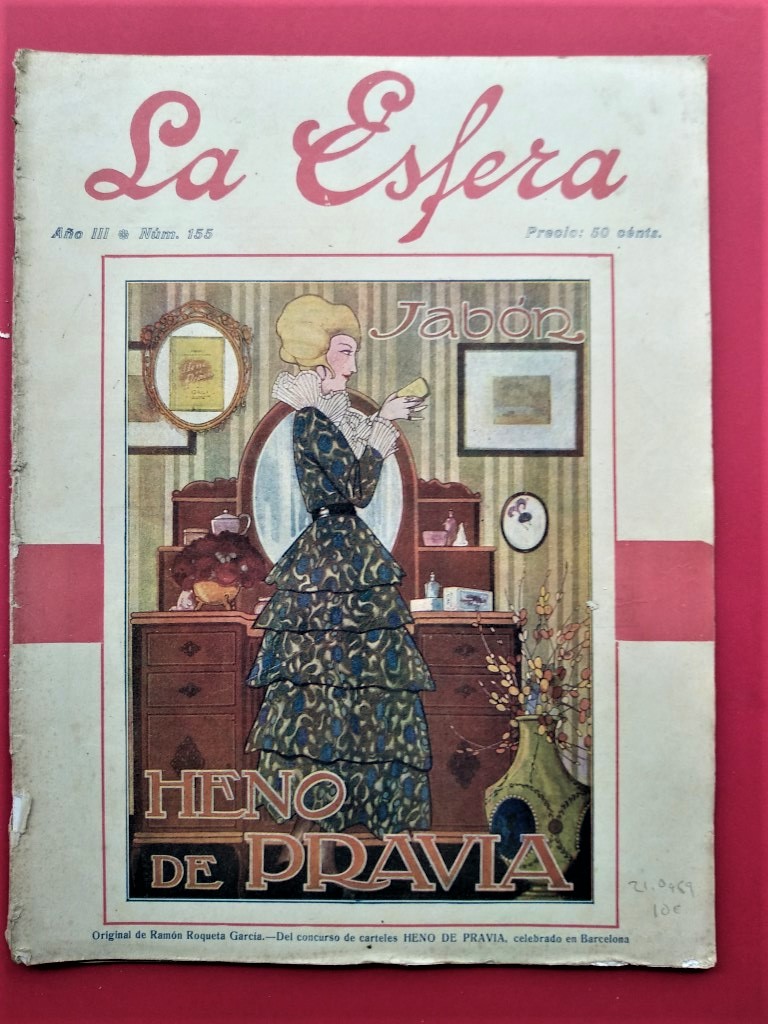 La Esfera
Año III Núm. 155
Precio: 50 cénts.
Jabón
HENO
DE PRAVIA
Original de Ramón Roqueta García.—Del concurso de carteles HENO DE PRAVIA, celebrado en Barcelona
10€